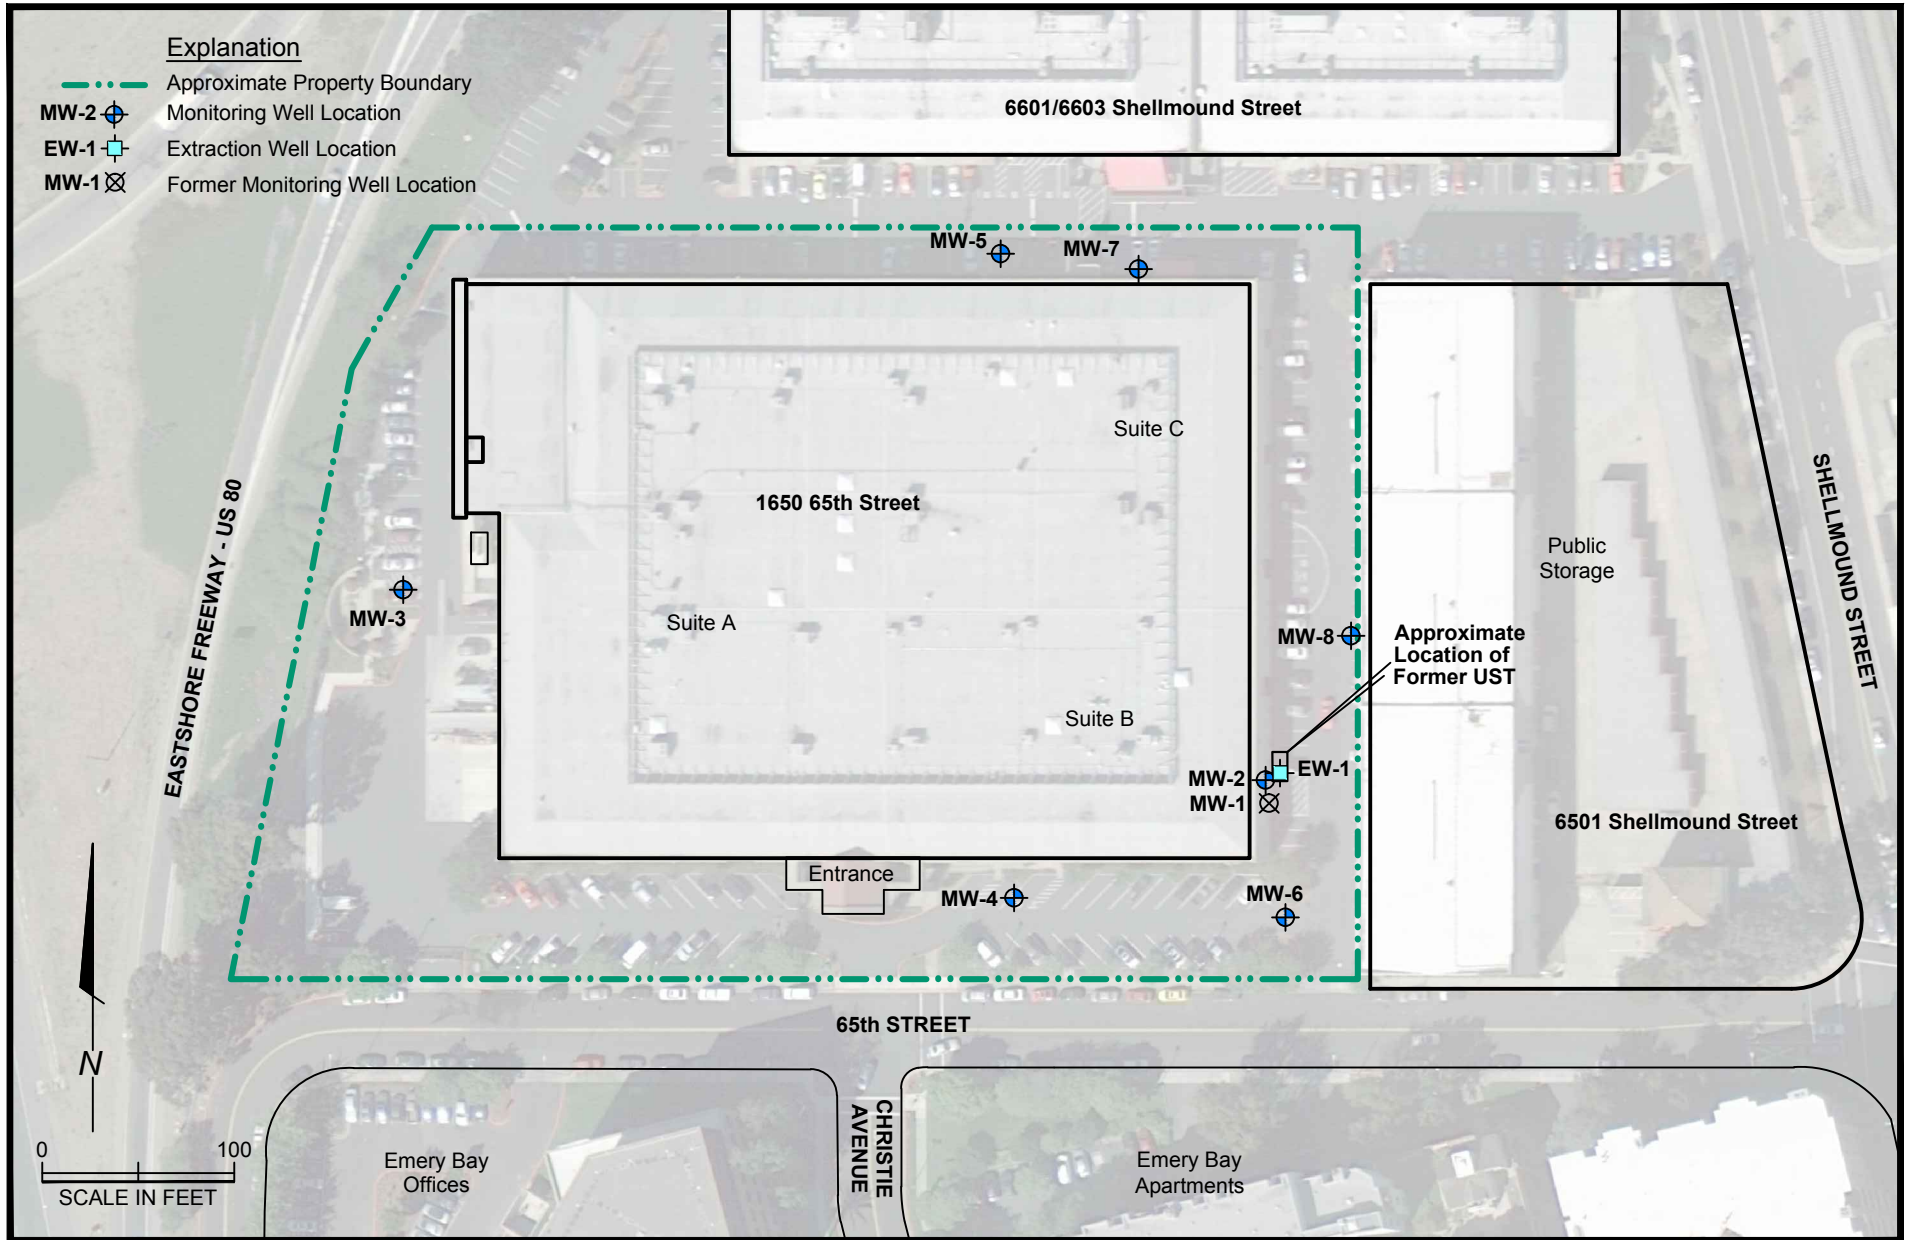 Explanation
Approximate Property Boundary
MW-2 Monitoring Well Location
EW-1 Extraction Well Location
MW-1 Former Monitoring Well Location
6601/6603 Shellmound Street
MW-5
MW-7
Suite C
1650 65th Street
SHELLMOUND STREET
EASTSHORE FREEWAY - US 80
Public
Storage
MW-3
Suite A
MW-8
Approximate
Location of
Former UST
Suite B
MW-2
EW-1
MW-1
6501 Shellmound Street
Entrance
MW-4
MW-6
65th STREET
N
CHRISTIE
AVENUE
0 100
SCALE IN FEET
Emery Bay
Offices
Emery Bay
Apartments